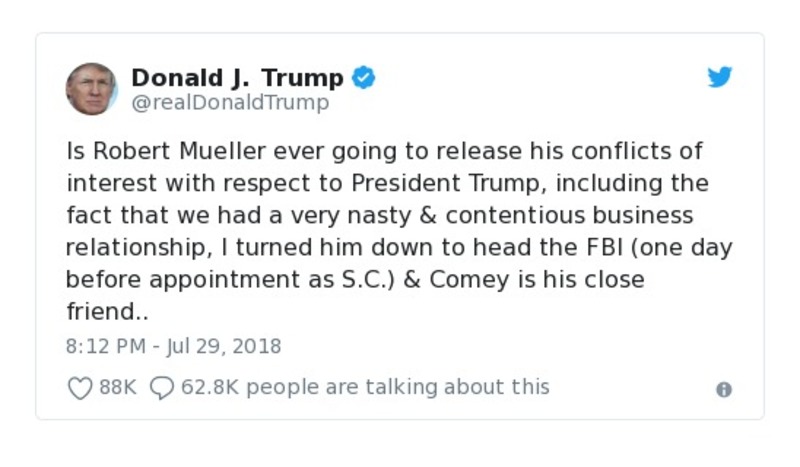 Donald J. Trump
@realDonaldTrump
Is Robert Mueller ever going to release his conflicts of
interest with respect to President Trump, including the
fact that we had a very nasty & contentious business
relationship, I turned him down to head the FBI (one day
before appointment as S.C.) & Comey is his close
friend..
8:12 PM - Jul 29, 2018
88K 62.8K people are talking about this